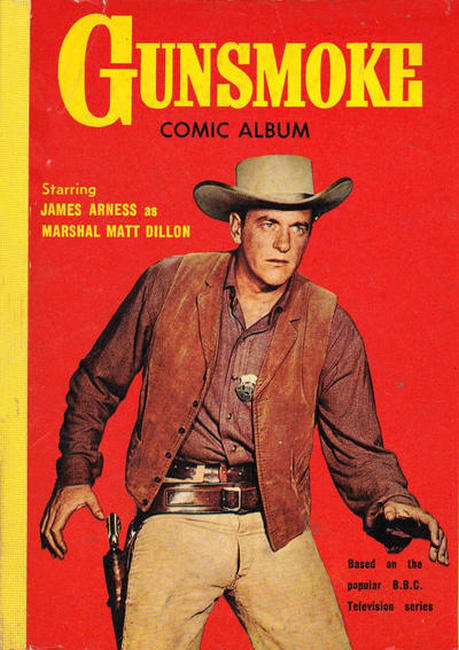 GUNSMOKE
COMIC ALBUM
Starring
JAMES ARNESS as
MARSHAL MATT DILLON
Based on the
popular B.B.C.
Television series